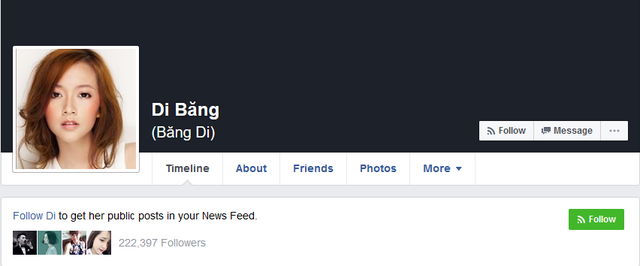 Di Băng
(Băng Di)
Follow
Message
...
Timeline
About
Friends
Photos
More
Follow Di to get her public posts in your News Feed.
Follow
222,397 Followers